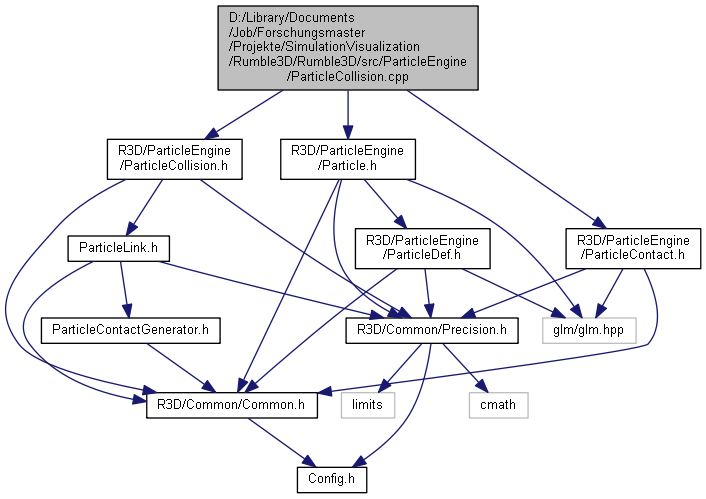 D:/Library/Documents
/Job/Forschungsmaster
/Projekte/SimulationVisualization
/Rumble3D/Rumble3D/src/ParticleEngine
/ParticleCollision.cpp
R3D/ParticleEngine
/ParticleCollision.h
R3D/ParticleEngine
/Particle.h
ParticleLink.h
R3D/ParticleEngine
/ParticleDef.h
R3D/ParticleEngine
/ParticleContact.h
ParticleContactGenerator.h
R3D/Common/Precision.h
glm/glm.hpp
R3D/Common/Common.h
limits
cmath
Config.h